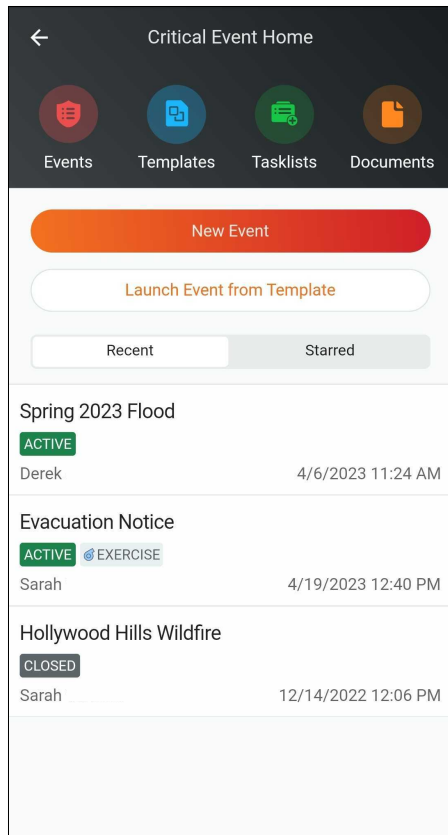 Critical Event Home
Events Templates Tasklists Documents
New Event
Launch Event from Template
Recent Starred
Spring 2023 Flood
ACTIVE
Derek 4/6/2023 11:24 AM
Evacuation Notice
ACTIVE EXERCISE
Sarah 4/19/2023 12:40 PM
Hollywood Hills Wildfire
CLOSED
Sarah 12/14/2022 12:06 PM